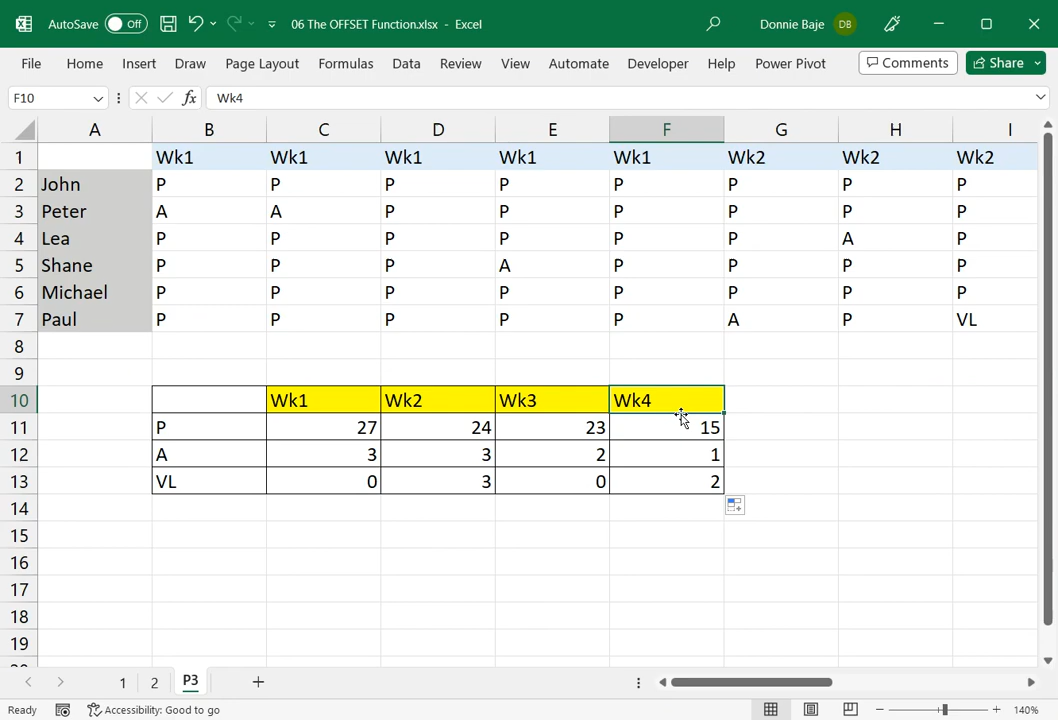 AutoSave Off 06 The OFFSET Function.xlsx - Excel Donnie Baje DB
File Home Insert Draw Page Layout Formulas Data Review View Automate Developer Help Power Pivot Comments Share
F10 fx Wk4
A B C D E F G H I
1 Wk1 Wk1 Wk1 Wk1 Wk1 Wk2 Wk2 Wk2
2 John P P P P P P P P
3 Peter A A P P P P P P
4 Lea P P P P P P A P
5 Shane P P P A P P P P
6 Michael P P P P P P P P
7 Paul P P P P P A P VL
8
9
10 Wk1 Wk2 Wk3 Wk4
11 P 27 24 23 15
12 A 3 3 2 1
13 VL 0 3 0 2
14
15
16
17
18
19
1 2 P3
Ready Accessibility: Good to go 140%